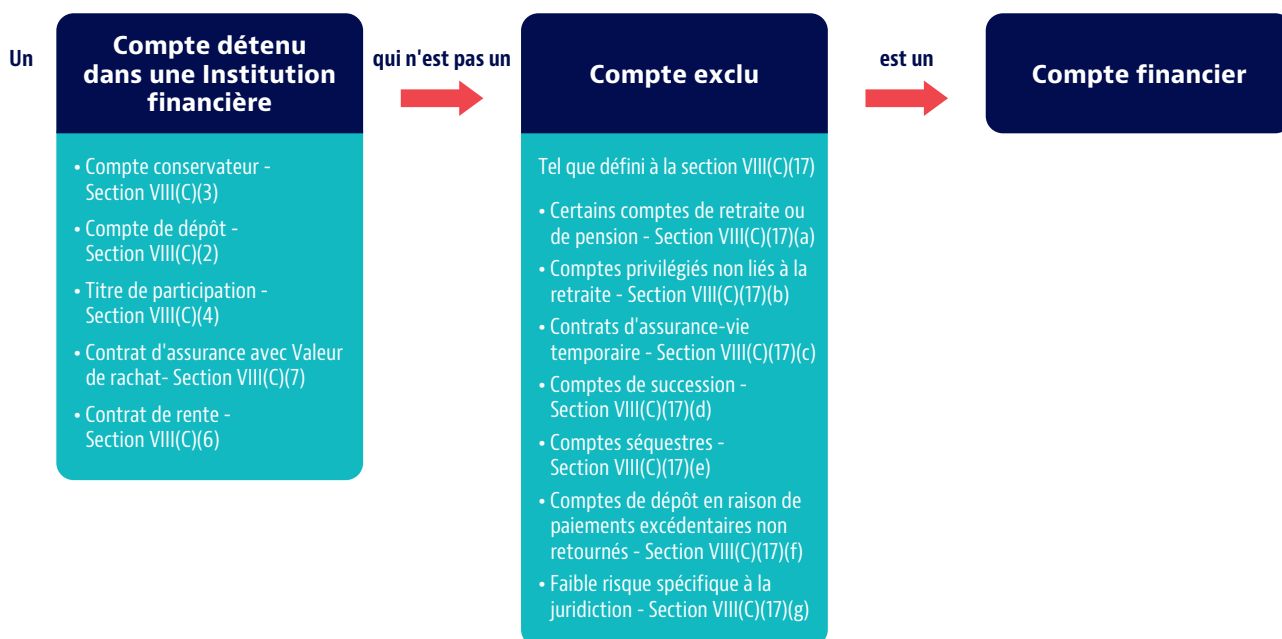 Un
Compte détenu
dans une Institution
financière
• Compte conservateur -
Section VIII(C)(3)
• Compte de dépôt -
Section VIII(C)(2)
• Titre de participation -
Section VIII(C)(4)
• Contrat d'assurance avec Valeur
de rachat- Section VIII(C)(7)
• Contrat de rente -
Section VIII(C)(6)
qui n'est pas un
Compte exclu
Tel que défini à la section VIII(C)(17)
• Certains comptes de retraite ou
de pension - Section VIII(C)(17)(a)
• Comptes privilégiés non liés à la
retraite - Section VIII(C)(17)(b)
• Contrats d'assurance-vie
temporaire - Section VIII(C)(17)(c)
• Comptes de succession -
Section VIII(C)(17)(d)
• Comptes séquestres -
Section VIII(C)(17)(e)
• Comptes de dépôt en raison de
paiements excédentaires non
retournés - Section VIII(C)(17)(f)
• Faible risque spécifique à la
juridiction - Section VIII(C)(17)(g)
est un
Compte financier